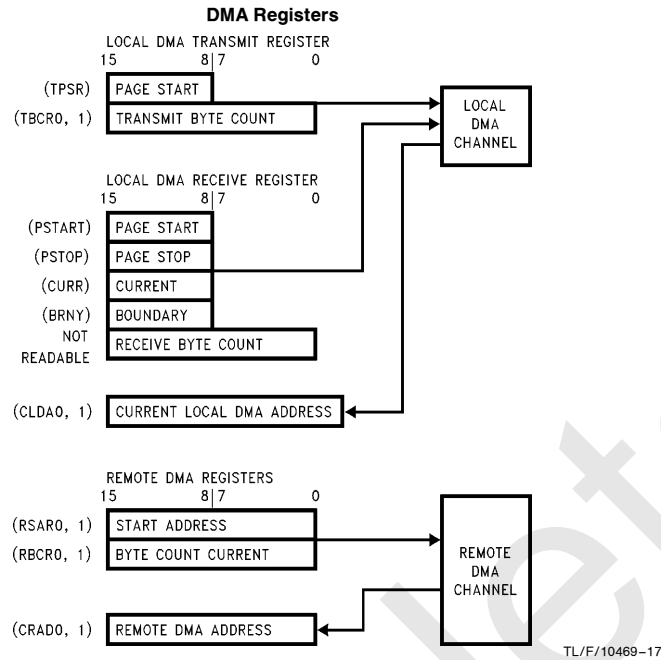 DMA Registers
LOCAL DMA TRANSMIT REGISTER
15 8|7 0
(TPSR) PAGE START
(TBCR0, 1) TRANSMIT BYTE COUNT
LOCAL DMA CHANNEL
LOCAL DMA RECEIVE REGISTER
15 8|7 0
(PSTART) PAGE START
(PSTOP) PAGE STOP
(CURR) CURRENT
(BRNY) BOUNDARY
NOT READABLE RECEIVE BYTE COUNT
(CLDA0, 1) CURRENT LOCAL DMA ADDRESS
REMOTE DMA REGISTERS
15 8|7 0
(RSAR0, 1) START ADDRESS
(RBCR0, 1) BYTE COUNT CURRENT
REMOTE DMA CHANNEL
(CRAD0, 1) REMOTE DMA ADDRESS
TL/F/10469–17